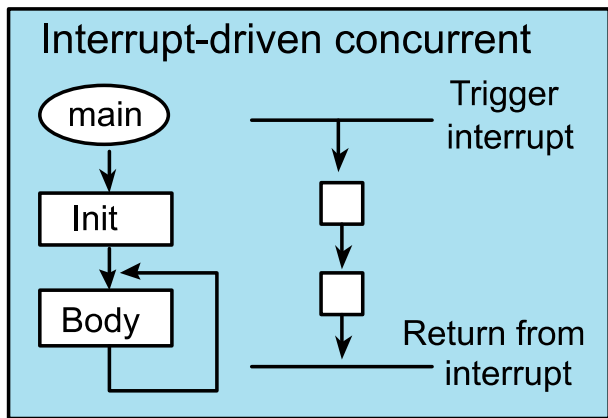 Interrupt-driven concurrent
main
Init
Body
Trigger
interrupt
Return from
interrupt